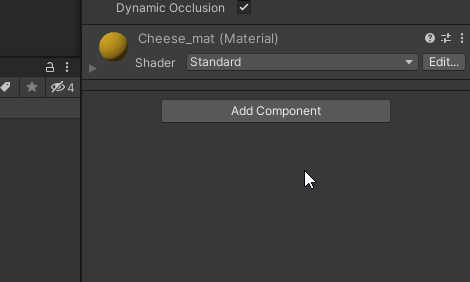 Dynamic Occlusion
Cheese_mat (Material)
Shader Standard Edit...
4
Add Component